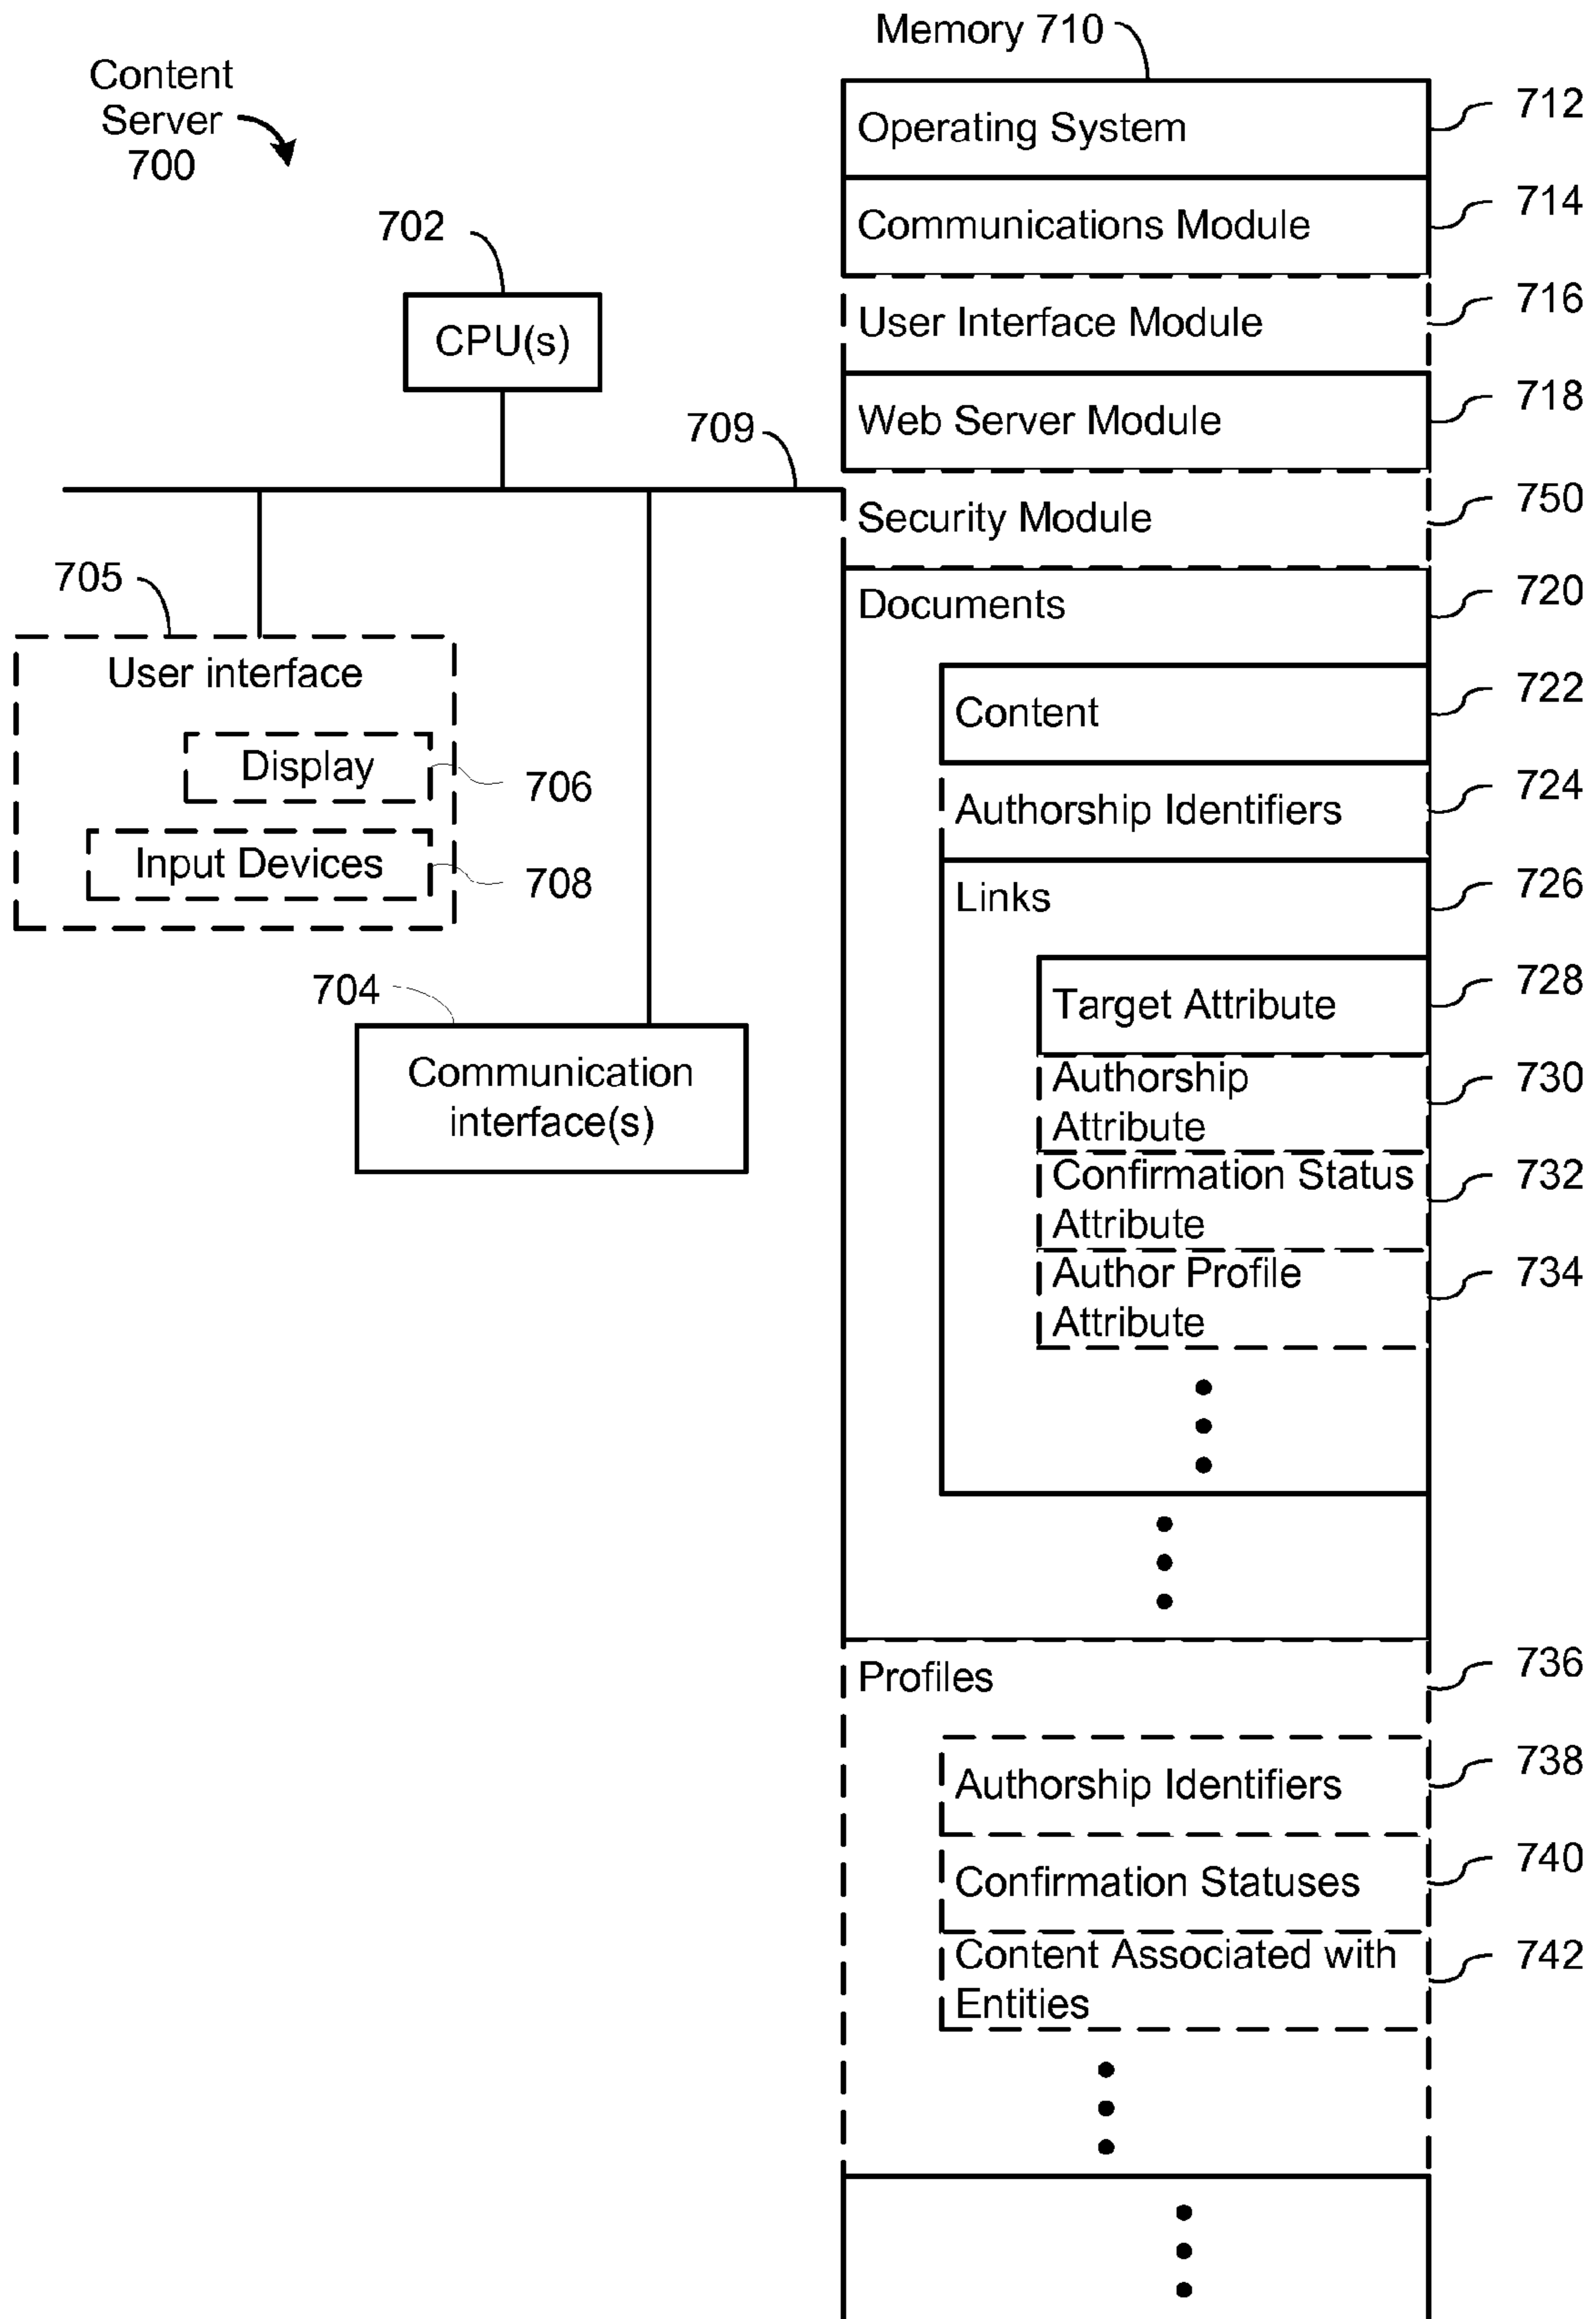 Memory 710
Content
Server
700
Operating System
712
Communications Module
714
702
User Interface Module
716
CPU(s)
Web Server Module
718
709
Security Module
750
705
Documents
720
User interface
Content
722
Display
706
Authorship Identifiers
724
Input Devices
708
Links
726
704
Target Attribute
728
Communication
interface(s)
Authorship
Attribute
730
Confirmation Status
Attribute
732
Author Profile
Attribute
734
Profiles
736
Authorship Identifiers
738
Confirmation Statuses
740
Content Associated with
Entities
742